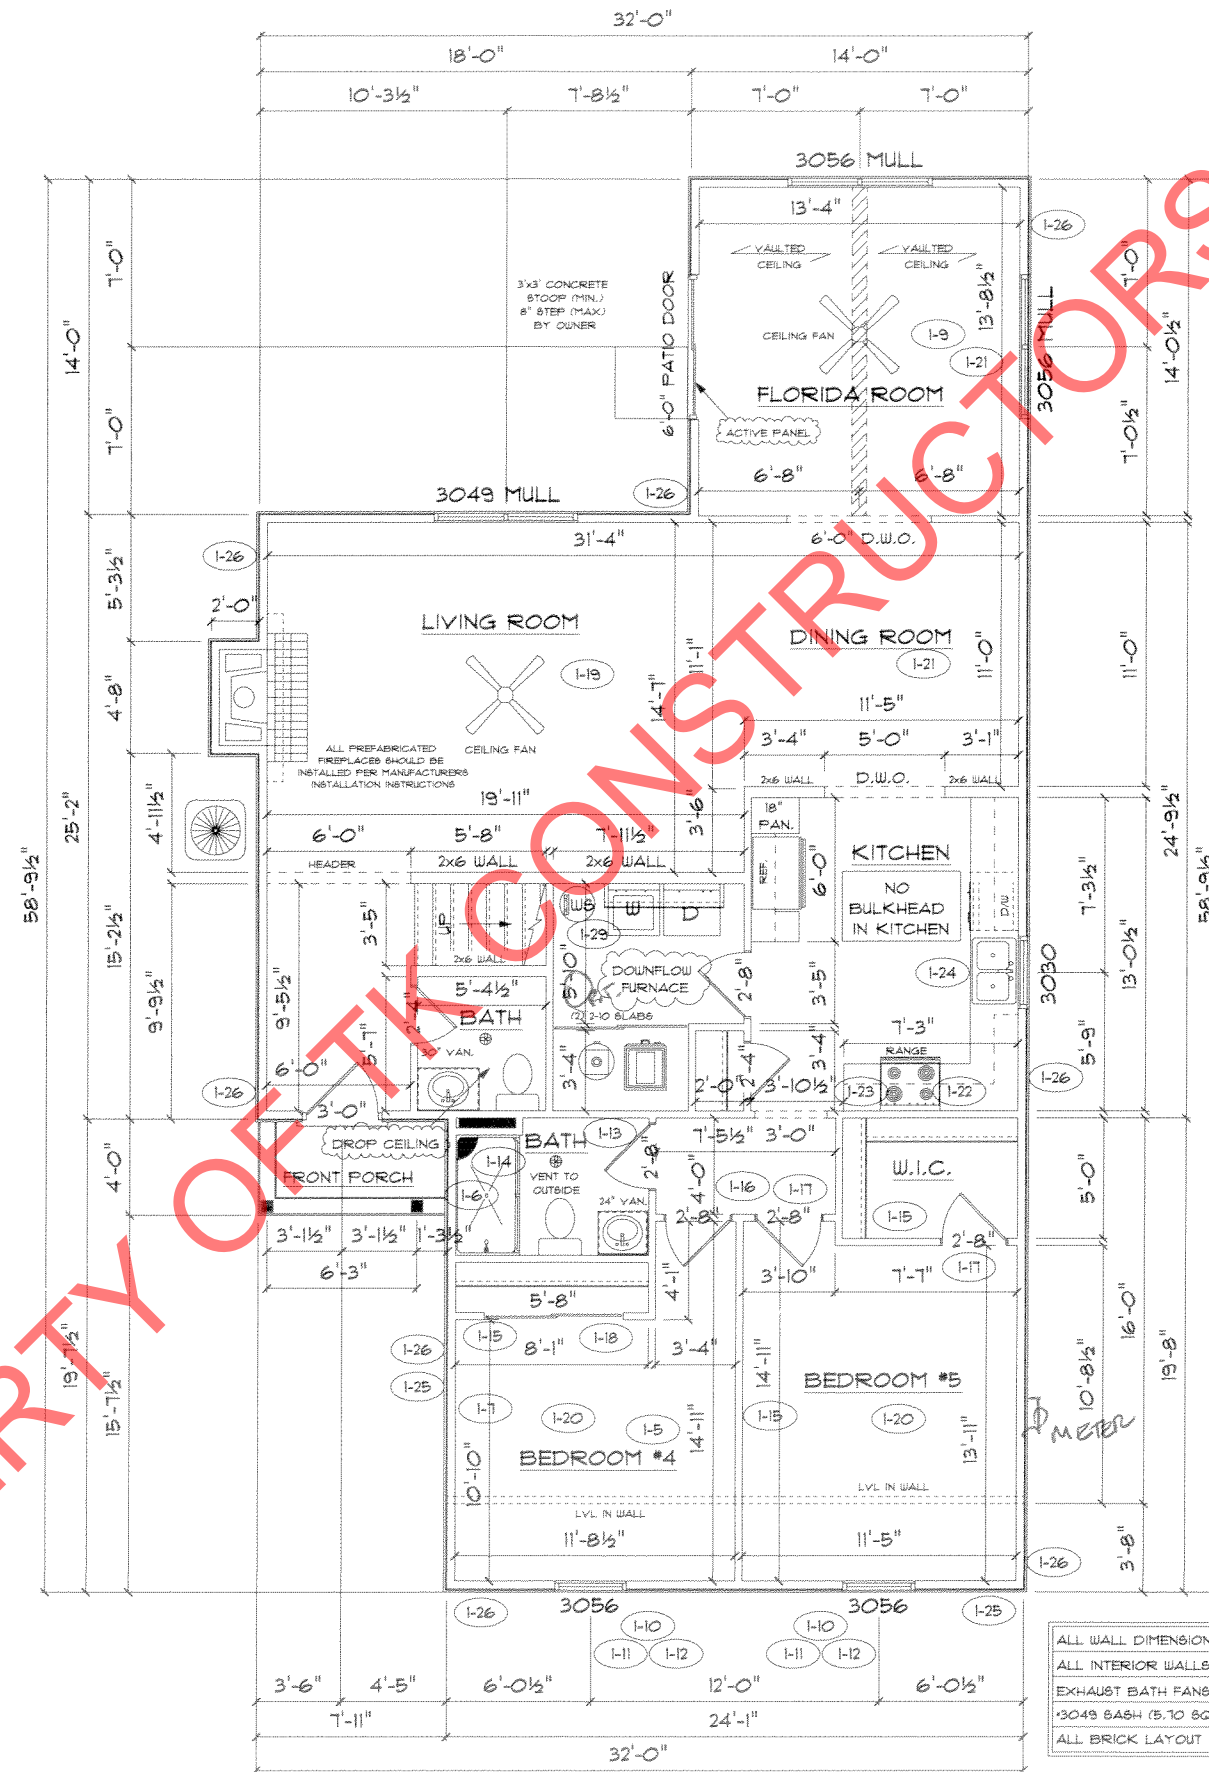 32'-0"
18'-0"
14'-0"
10'-3½"
7'-8½"
7'-0"
7'-0"
3056 MULL
13'-4"
1-26
VAULTED
CEILING
VAULTED
CEILING
7'-0"
7'-0"
14'-0"
3'x3' CONCRETE
STOOP (MIN.)
8" STEP (MAX.)
BY OWNER
6'-0" PATIO DOOR
CEILING FAN
13'-8½"
1-9
1-21
3056 MULL
14'-0½"
FLORIDA ROOM
ACTIVE PANEL
7'-0"
7'-0½"
6'-8"
6'-8"
3049 MULL
1-26
31'-4"
6'-0" D.W.O.
1-26
5'-3½"
2'-0"
LIVING ROOM
DINING ROOM
1-21
1-19
11'-1"
11'-0"
11'-0"
4'-8"
14'-7"
11'-5"
CEILING FAN
ALL PREFABRICATED
FIREPLACES SHOULD BE
INSTALLED PER MANUFACTURERS
INSTALLATION INSTRUCTIONS
3'-4"
5'-0"
3'-1"
2x6 WALL
D.W.O.
2x6 WALL
25'-2"
4'-11½"
19'-11"
3'-6"
18"
PAN.
24'-9½"
6'-0"
5'-8"
7'-11½"
HEADER
2x6 WALL
2x6 WALL
REF.
6'-0"
KITCHEN
NO
BULKHEAD
IN KITCHEN
D/W
7'-3½"
58'-9½"
58'-9½"
15'-2½"
3'-5"
UP
WS
W
D
1-29
2x6 WALL
9'-9½"
9'-5½"
5'-4½"
5'-10"
DOWNFLOW
FURNACE
2'-8"
3'-5"
1-24
3030
13'-0½"
2'-4"
BATH
(2) 2-10 SLABS
7'-3"
30" VAN.
5'-7"
6'-0"
3'-4"
2'-0"
2'-4"
3'-10½"
3'-4"
RANGE
1-23
1-22
5'-9"
1-26
1-26
3'-0"
DROP CEILING
BATH
1-13
7'-5½"
3'-0"
FRONT PORCH
1-14
1-6
VENT TO
OUTSIDE
24" VAN.
2'-8"
4'-0"
1-16
1-17
W.I.C.
1-15
5'-0"
4'-0"
3'-1½"
3'-1½"
1'-3½"
2'-8"
2'-8"
2'-8"
1-17
6'-3"
3'-10"
7'-7"
4'-1"
5'-8"
1-15
1-18
8'-1"
3'-4"
1-26
1-25
19'-7½"
15'-7½"
14'-11"
BEDROOM #5
16'-0"
19'-8"
10'-8½"
1-7
1-20
1-5
14'-11"
1-15
1-20
METER
BEDROOM #4
13'-11"
10'-10"
LVL IN WALL
LVL IN WALL
11'-8½"
11'-5"
1-26
3'-8"
1-26
3056
3056
1-25
1-10
1-11
1-12
1-10
1-11
1-12
ALL WALL DIMENSION
ALL INTERIOR WALLS
EXHAUST BATH FANS
*3049 SASH (5.70 SQ
ALL BRICK LAYOUT
3'-6"
4'-5"
6'-0½"
12'-0"
6'-0½"
7'-11"
24'-1"
32'-0"
ERTY OF TK CONSTRUCTORS